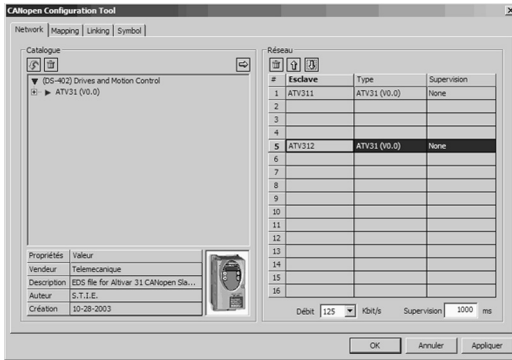 CANopen Configuration Tool
Network Mapping Linking Symbol
Catalogue
(DS-402) Drives and Motion Control
ATV31 (V0.0)
Propriétés Valeur
Vendeur Telemecanique
Description EDS file for Altivar 31 CANopen Sla...
Auteur S.T.I.E.
Création 10-28-2003
Réseau
# Esclave Type Supervision
1 ATV311 ATV31 (V0.0) None
2
3
4
5 ATV312 ATV31 (V0.0) None
6
7
8
9
10
11
12
13
14
15
16
Débit 125 Kbit/s Supervision 1000 ms
OK Annuler Appliquer